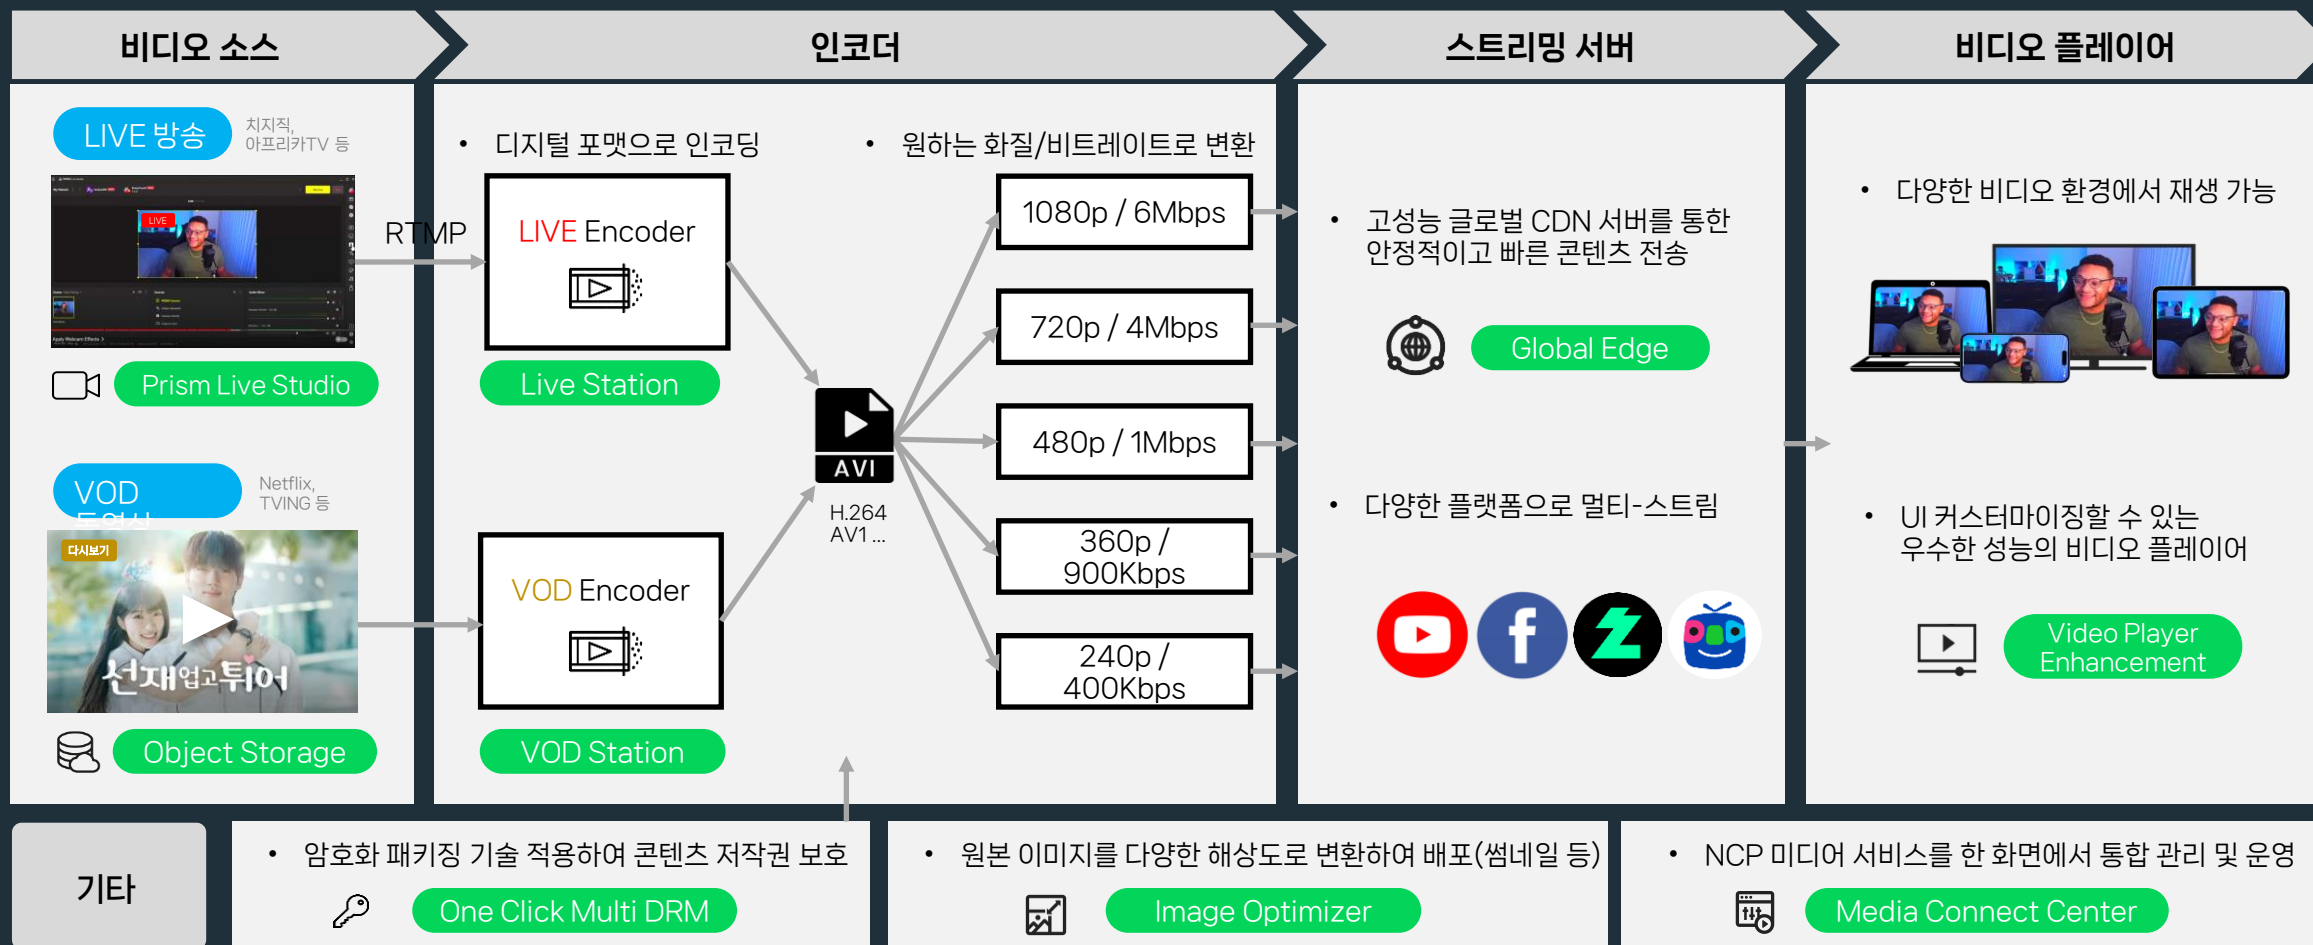 비디오 소스
인코더
스트리밍 서버
비디오 플레이어
LIVE 방송
치지직,
아프리카TV 등
LIVE
Prism Live Studio
VOD
Netflix,
TVING 등
다시보기
선재업고튀어
Object Storage
RTMP
• 디지털 포맷으로 인코딩
LIVE Encoder
Live Station
VOD Encoder
VOD Station
AVI
H.264
AV1 ...
• 원하는 화질/비트레이트로 변환
1080p / 6Mbps
720p / 4Mbps
480p / 1Mbps
360p /
900Kbps
240p /
400Kbps
• 고성능 글로벌 CDN 서버를 통한
안정적이고 빠른 콘텐츠 전송
Global Edge
• 다양한 플랫폼으로 멀티-스트림
• 다양한 비디오 환경에서 재생 가능
• UI 커스터마이징할 수 있는
우수한 성능의 비디오 플레이어
Video Player
Enhancement
기타
• 암호화 패키징 기술 적용하여 콘텐츠 저작권 보호
One Click Multi DRM
• 원본 이미지를 다양한 해상도로 변환하여 배포(썸네일 등)
Image Optimizer
• NCP 미디어 서비스를 한 화면에서 통합 관리 및 운영
Media Connect Center